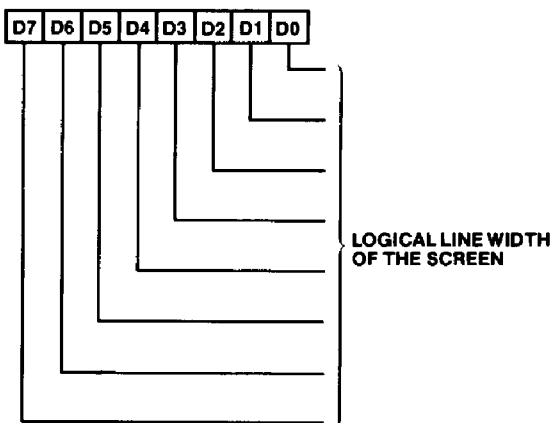 D7 D6 D5 D4 D3 D2 D1 D0
LOGICAL LINE WIDTH
OF THE SCREEN